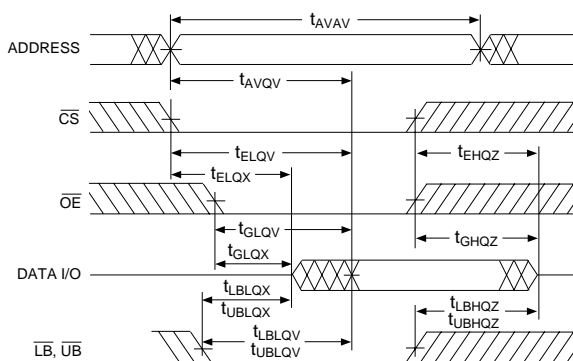 tAVAV
ADDRESS
tAVQV
CS
tELQV
tEHQZ
tELQX
OE
tGLQV
tGHQZ
tGLQX
DATA I/O
tLBLQX
tUBLQX
tLBLQV
tUBLQV
tLBHQZ
tUBHQZ
LB, UB